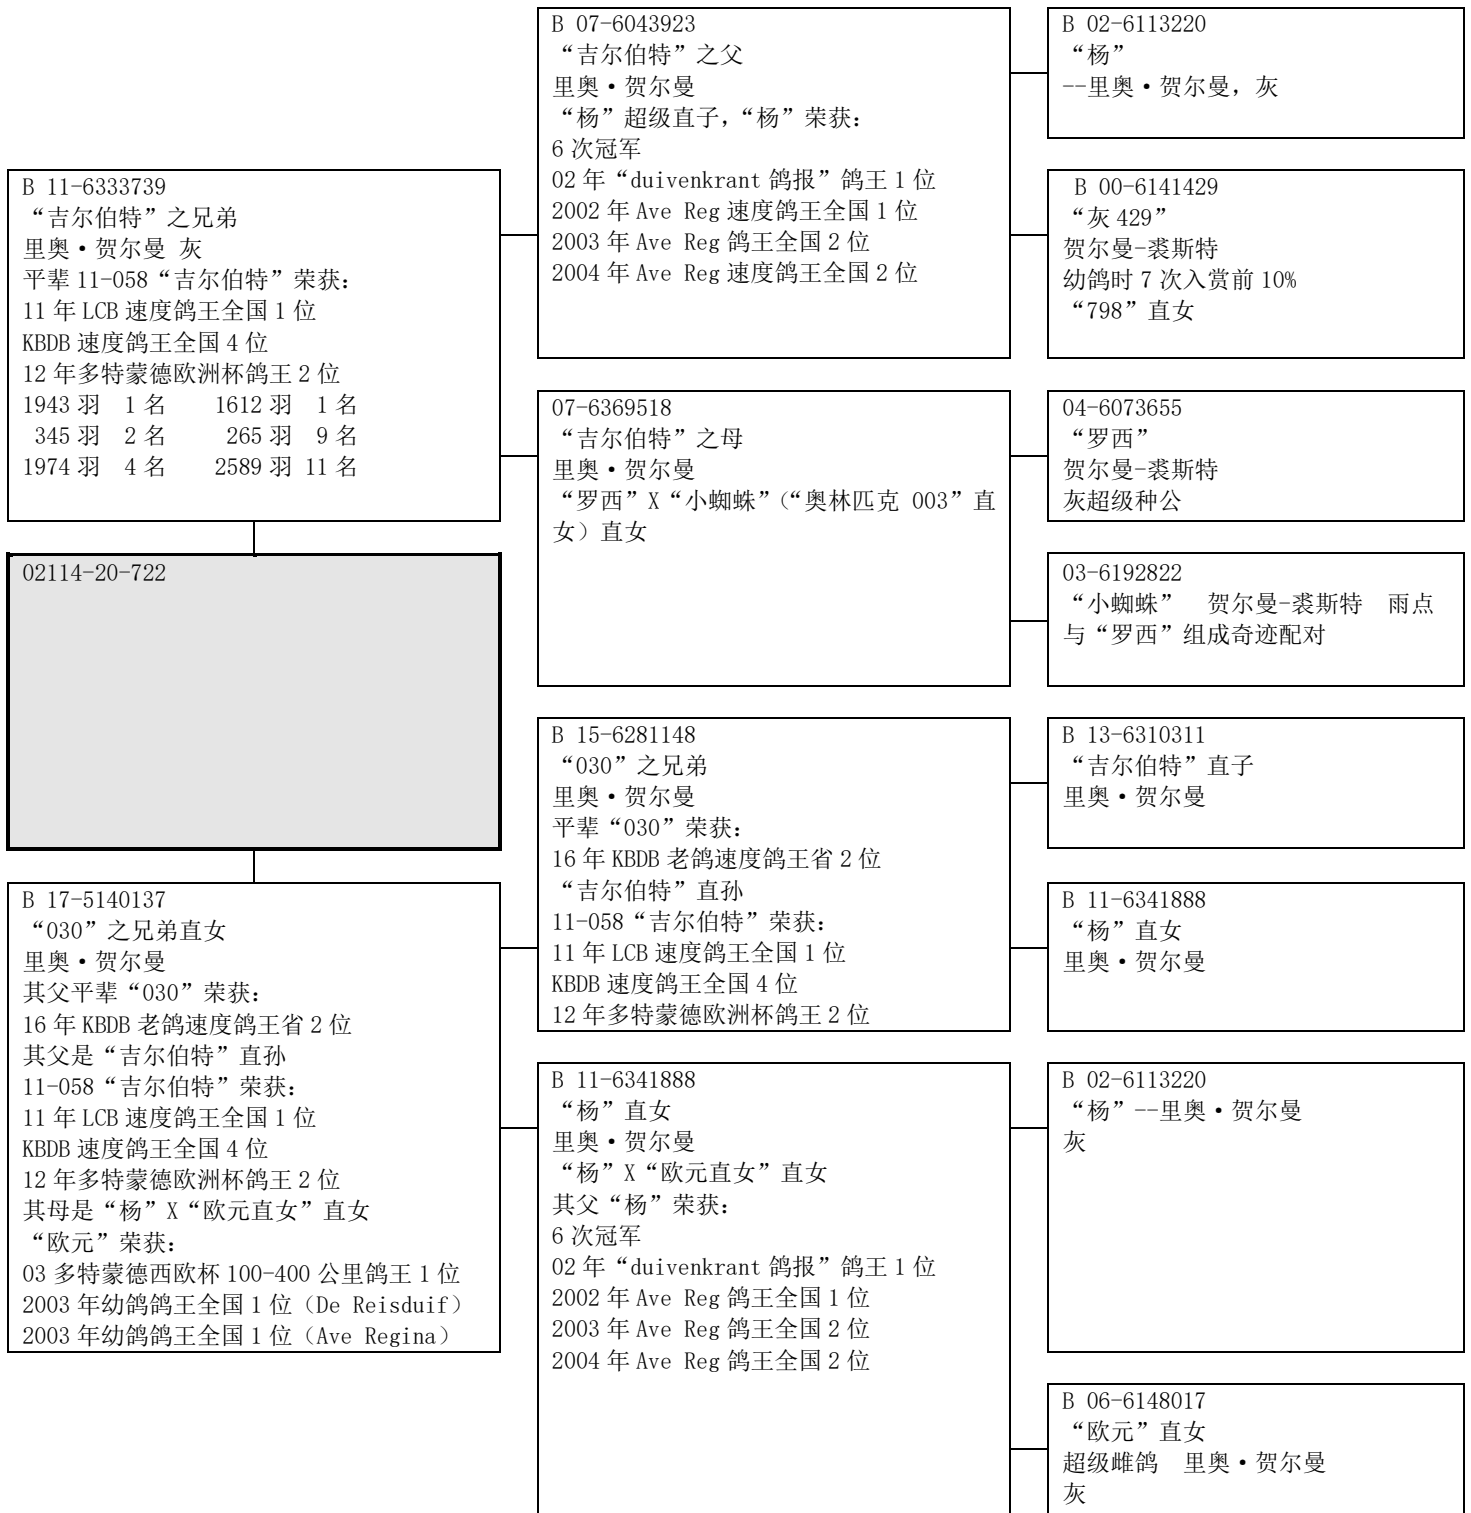 B 11-6333739
“吉尔伯特”之兄弟
里奥·贺尔曼 灰
平辈 11-058“吉尔伯特”荣获：
11 年 LCB 速度鸽王全国 1 位
KBDB 速度鸽王全国 4 位
12 年多特蒙德欧洲杯鸽王 2 位
1943 羽 1 名 1612 羽 1 名
345 羽 2 名 265 羽 9 名
1974 羽 4 名 2589 羽 11 名
02114-20-722
B 17-5140137
“030”之兄弟直女
里奥·贺尔曼
其父平辈“030”荣获：
16 年 KBDB 老鸽速度鸽王省 2 位
其父是“吉尔伯特”直孙
11-058“吉尔伯特”荣获：
11 年 LCB 速度鸽王全国 1 位
KBDB 速度鸽王全国 4 位
12 年多特蒙德欧洲杯鸽王 2 位
其母是“杨”X“欧元直女”直女
“欧元”荣获：
03 多特蒙德西欧杯 100-400 公里鸽王 1 位
2003 年幼鸽鸽王全国 1 位（De Reisduif）
2003 年幼鸽鸽王全国 1 位（Ave Regina）
B 07-6043923
“吉尔伯特”之父
里奥·贺尔曼
“杨”超级直子，“杨”荣获：
6 次冠军
02 年“duivenkrant 鸽报”鸽王 1 位
2002 年 Ave Reg 速度鸽王全国 1 位
2003 年 Ave Reg 鸽王全国 2 位
2004 年 Ave Reg 速度鸽王全国 2 位
07-6369518
“吉尔伯特”之母
里奥·贺尔曼
“罗西”X“小蜘蛛”（“奥林匹克 003”直
女）直女
B 15-6281148
“030”之兄弟
里奥·贺尔曼
平辈“030”荣获：
16 年 KBDB 老鸽速度鸽王省 2 位
“吉尔伯特”直孙
11-058“吉尔伯特”荣获：
11 年 LCB 速度鸽王全国 1 位
KBDB 速度鸽王全国 4 位
12 年多特蒙德欧洲杯鸽王 2 位
B 11-6341888
“杨”直女
里奥·贺尔曼
“杨”X“欧元直女”直女
其父“杨”荣获：
6 次冠军
02 年“duivenkrant 鸽报”鸽王 1 位
2002 年 Ave Reg 鸽王全国 1 位
2003 年 Ave Reg 鸽王全国 2 位
2004 年 Ave Reg 鸽王全国 2 位
B 02-6113220
“杨”
--里奥·贺尔曼，灰
B 00-6141429
“灰 429”
贺尔曼-裘斯特
幼鸽时 7 次入赏前 10%
“798”直女
04-6073655
“罗西”
贺尔曼-裘斯特
灰超级种公
03-6192822
“小蜘蛛” 贺尔曼-裘斯特 雨点
与“罗西”组成奇迹配对
B 13-6310311
“吉尔伯特”直子
里奥·贺尔曼
B 11-6341888
“杨”直女
里奥·贺尔曼
B 02-6113220
“杨”--里奥·贺尔曼
灰
B 06-6148017
“欧元”直女
超级雌鸽 里奥·贺尔曼
灰